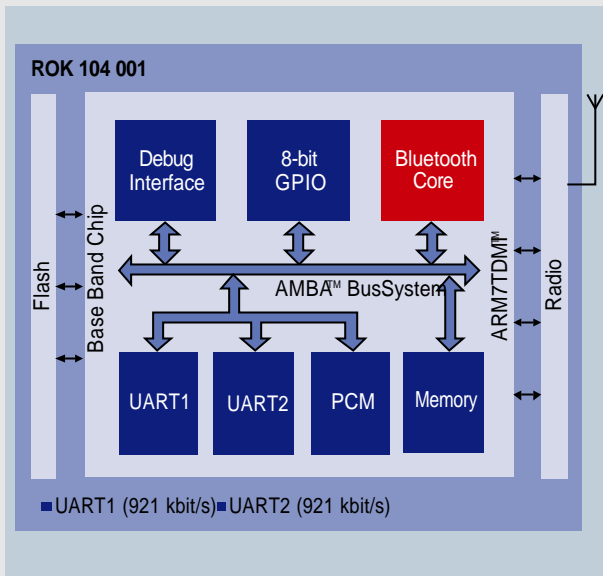 ROK 104 001
Debug
Interface
8-bit
GPIO
Bluetooth
Core
Flash
Base Band Chip
AMBA™ BusSystem
ARM7TDMI™
Radio
UART1
UART2
PCM
Memory
UART1 (921 kbit/s)
UART2 (921 kbit/s)